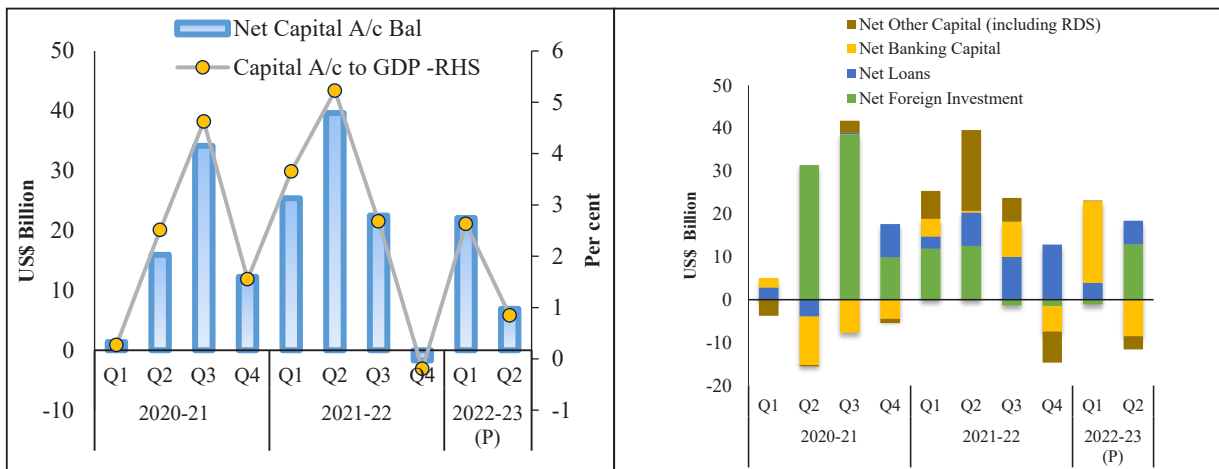 Net Capital A/c Bal
Capital A/c to GDP -RHS
US$ Billion
50
40
30
20
10
0
-10
Per cent
6
5
4
3
2
1
0
-1
Q1 Q2 Q3 Q4 Q1 Q2 Q3 Q4 Q1 Q2
2020-21 2021-22 2022-23
(P)
Net Other Capital (including RDS)
Net Banking Capital
Net Loans
Net Foreign Investment
US$ Billion
50
40
30
20
10
0
-10
-20
Q1 Q2 Q3 Q4 Q1 Q2 Q3 Q4 Q1 Q2
2020-21 2021-22 2022-23
(P)